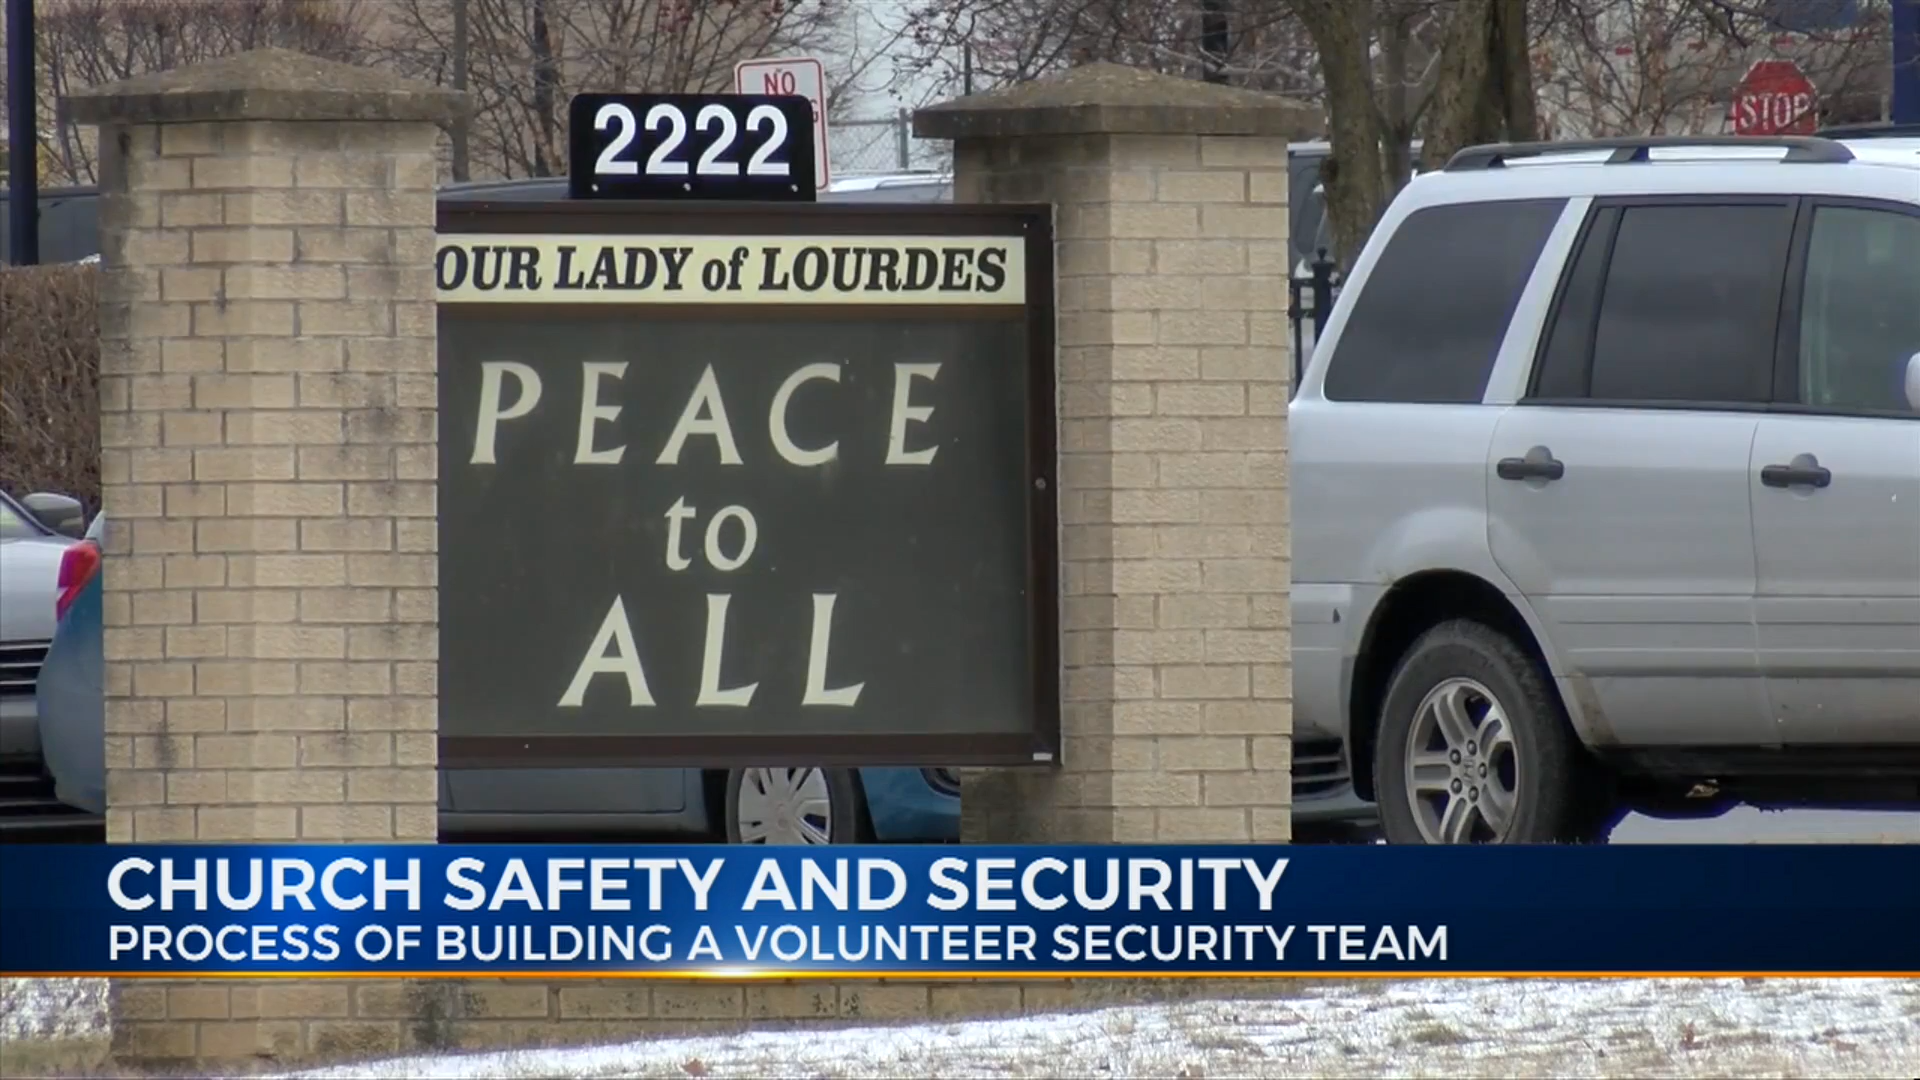 NO
STOP
2222
OUR LADY of LOURDES
PEACE
to
ALL
CHURCH SAFETY AND SECURITY
PROCESS OF BUILDING A VOLUNTEER SECURITY TEAM